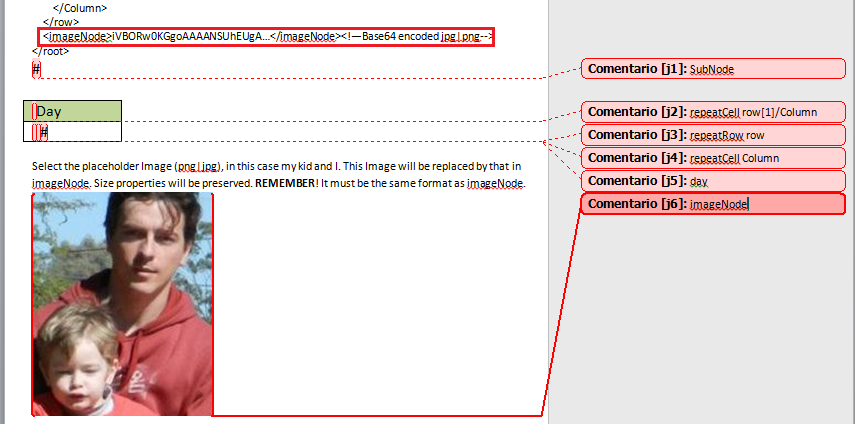 </Column>
</row>
<imageNode>iVBORw0KGgoAAAANSUhEUgA...</imageNode><!—Base64 encoded jpg|png-->
</root>
#
Comentario [j1]: SubNode
Day
Comentario [j2]: repeatCell row[1]/Column
#
Comentario [j3]: repeatRow row
Comentario [j4]: repeatCell Column
Comentario [j5]: day
Comentario [j6]: imageNode
Select the placeholder Image (png|jpg), in this case my kid and I. This Image will be replaced by that in
imageNode. Size properties will be preserved. REMEMBER! It must be the same format as imageNode.